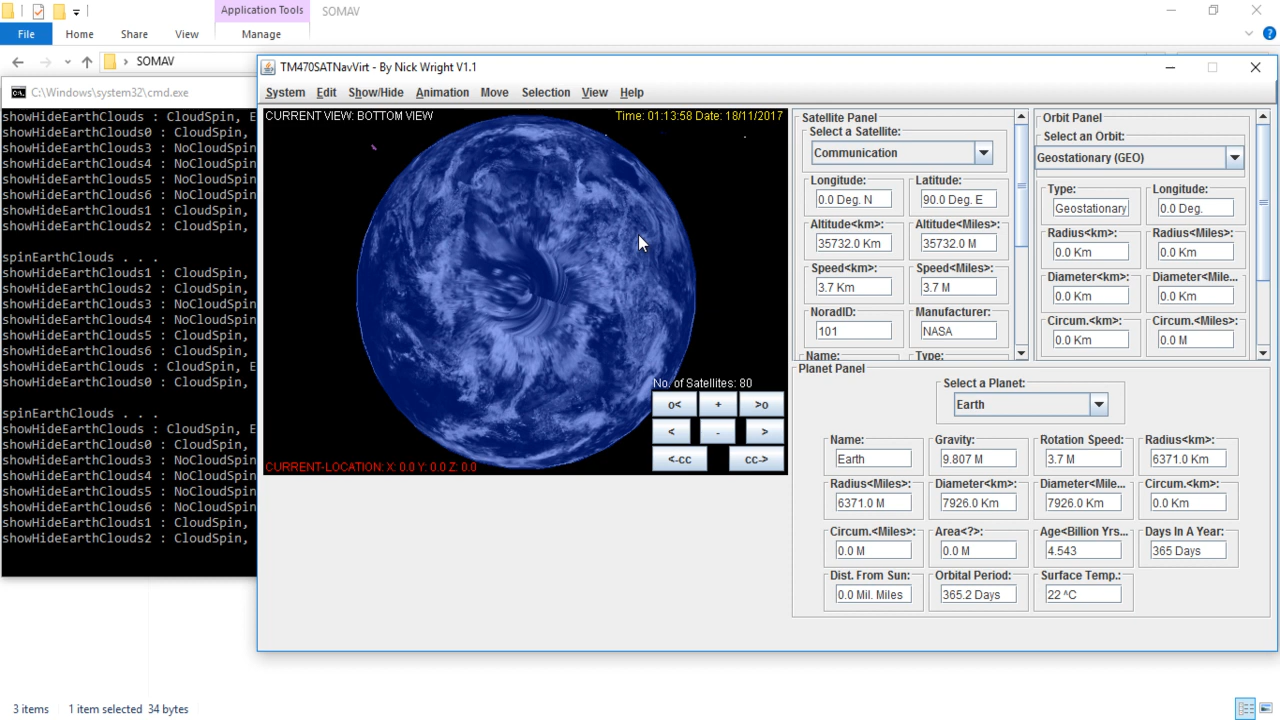 Application Tools
SOMAV
File
Home
Share
View
Manage
SOMAV
C:\Windows\system32\cmd.exe
showHideEarthClouds : CloudSpin, E
showHideEarthClouds0 : CloudSpin,
showHideEarthClouds3 : NoCloudSpin
showHideEarthClouds4 : NoCloudSpin
showHideEarthClouds5 : NoCloudSpin
showHideEarthClouds6 : NoCloudSpin
showHideEarthClouds1 : CloudSpin,
showHideEarthClouds2 : CloudSpin,
spinEarthClouds . . .
showHideEarthClouds1 : CloudSpin,
showHideEarthClouds2 : CloudSpin,
showHideEarthClouds3 : NoCloudSpin
showHideEarthClouds4 : NoCloudSpin
showHideEarthClouds5 : NoCloudSpin
showHideEarthClouds6 : NoCloudSpin
showHideEarthClouds : CloudSpin, E
showHideEarthClouds0 : CloudSpin,
spinEarthClouds . . .
showHideEarthClouds : CloudSpin, E
showHideEarthClouds0 : CloudSpin,
showHideEarthClouds3 : NoCloudSpin
showHideEarthClouds4 : NoCloudSpin
showHideEarthClouds5 : NoCloudSpin
showHideEarthClouds6 : NoCloudSpin
showHideEarthClouds1 : CloudSpin,
showHideEarthClouds2 : CloudSpin,
TM470SATNavVirt - By Nick Wright V1.1
System Edit Show/Hide Animation Move Selection View Help
CURRENT VIEW: BOTTOM VIEW
Time: 01:13:58 Date: 18/11/2017
No. of Satellites: 80
o< + >o
< - >
<-cc cc->
CURRENT-LOCATION: X: 0.0 Y: 0.0 Z: 0.0
Satellite Panel
Select a Satellite:
Communication
Longitude: Latitude:
0.0 Deg. N 90.0 Deg. E
Altitude<km>: Altitude<Miles>:
35732.0 Km 35732.0 M
Speed<km>: Speed<Miles>:
3.7 Km 3.7 M
NoradID: Manufacturer:
101 NASA
Name: Type:
Orbit Panel
Select an Orbit:
Geostationary (GEO)
Type: Longitude:
Geostationary 0.0 Deg.
Radius<km>: Radius<Miles>:
0.0 Km 0.0 Km
Diameter<km>: Diameter<Mile...
0.0 Km 0.0 Km
Circum.<km>: Circum.<Miles>:
0.0 Km 0.0 M
Planet Panel
Select a Planet:
Earth
Name: Gravity: Rotation Speed: Radius<km>:
Earth 9.807 M 3.7 M 6371.0 Km
Radius<Miles>: Diameter<km>: Diameter<Mile... Circum.<km>:
6371.0 M 7926.0 Km 7926.0 Km 0.0 Km
Circum.<Miles>: Area<?>: Age<Billion Yrs... Days In A Year:
0.0 M 0.0 M 4.543 365 Days
Dist. From Sun: Orbital Period: Surface Temp.:
0.0 Mil. Miles 365.2 Days 22 ^C
3 items 1 item selected 34 bytes